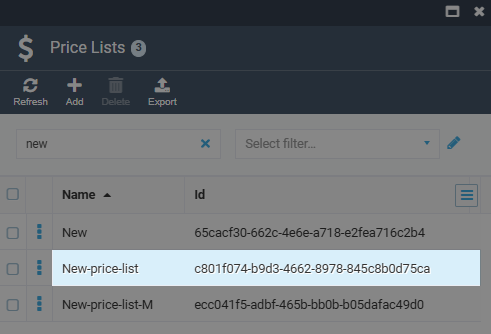 $ Price Lists 3
Refresh Add Delete Export
new Select filter...
Name Id
New 65cacf30-662c-4e6e-a718-e2fea716c2b4
New-price-list c801f074-b9d3-4662-8978-845c8b0d75ca
New-price-list-M ecc041f5-adbf-465b-bb0b-b05dafac49d0